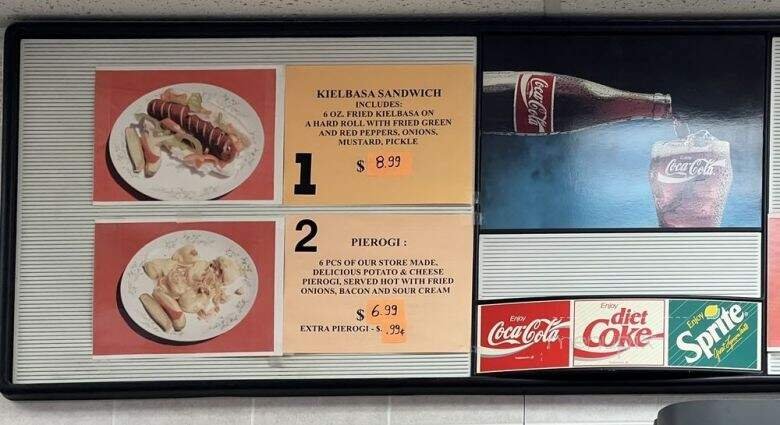 1
KIELBASA SANDWICH
INCLUDES:
6 OZ. FRIED KIELBASA ON
A HARD ROLL WITH FRIED GREEN
AND RED PEPPERS, ONIONS,
MUSTARD, PICKLE
$ 8.99
2
PIEROGI :
6 PCS OF OUR STORE MADE,
DELICIOUS POTATO & CHEESE
PIEROGI, SERVED HOT WITH FRIED
ONIONS, BACON AND SOUR CREAM
$ 6.99
EXTRA PIEROGI - $. .99¢
Coca-Cola
Enjoy
Coca-Cola
Enjoy
Coca-Cola
Enjoy
diet
Coke
Enjoy
Sprite